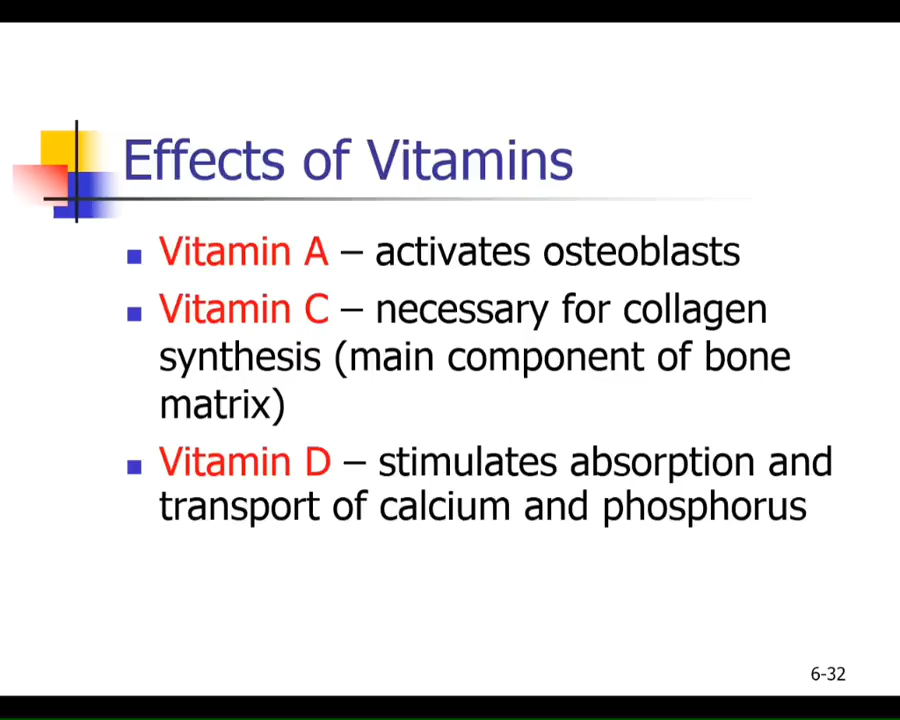 Effects of Vitamins
Vitamin A – activates osteoblasts
Vitamin C – necessary for collagen
synthesis (main component of bone
matrix)
Vitamin D – stimulates absorption and
transport of calcium and phosphorus
6-32